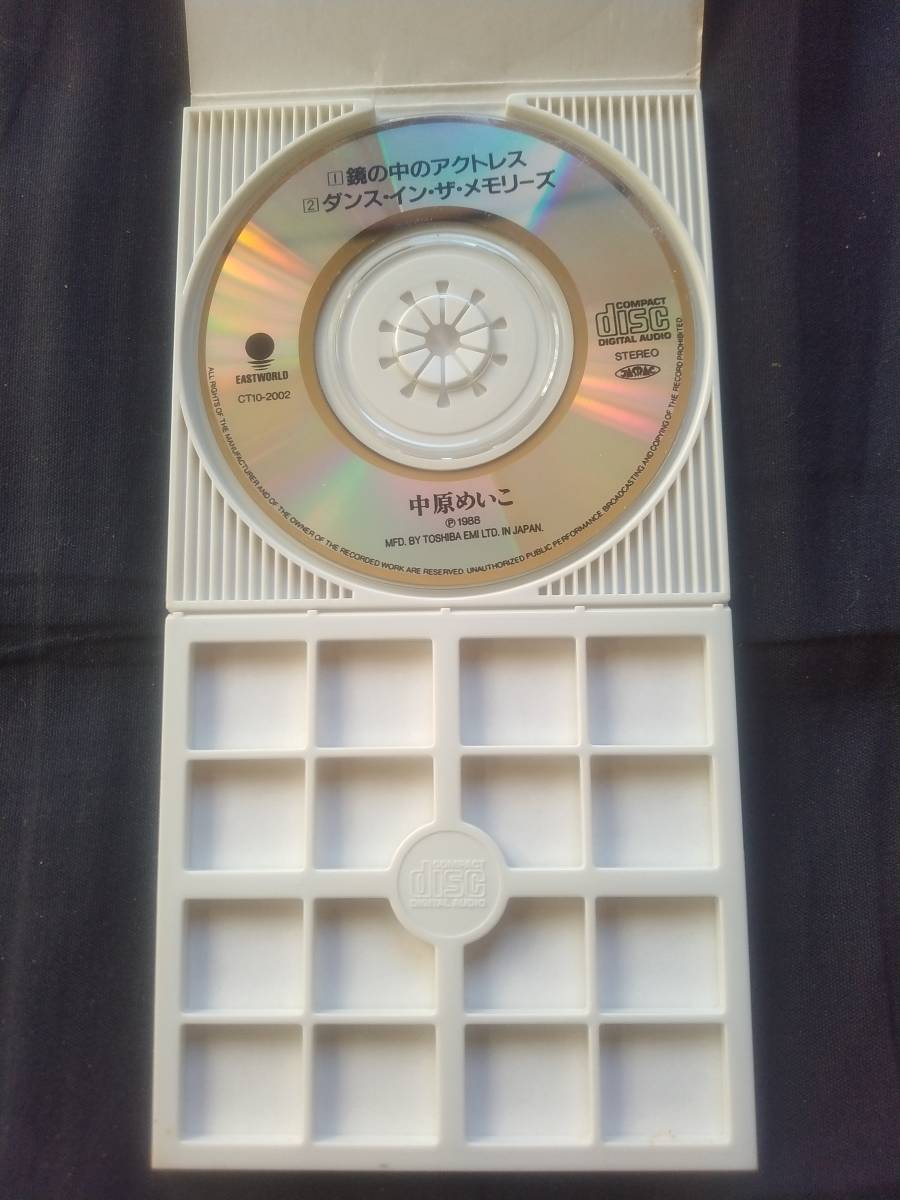 1 鏡の中のアクトレス
2 ダンス・イン・ザ・メモリーズ
COMPACT
disc
DIGITAL AUDIO
STEREO
JASRAC
EASTWORLD
CT10-2002
中原めいこ
Ⓟ1988
MFD. BY TOSHIBA EMI LTD. IN JAPAN.
ALL RIGHTS OF THE MANUFACTURER AND OF THE OWNER OF THE RECORDED WORK ARE RESERVED. UNAUTHORIZED PUBLIC PERFORMANCE BROADCASTING AND COPYING OF THE RECORD PROHIBITED
COMPACT
disc
DIGITAL AUDIO